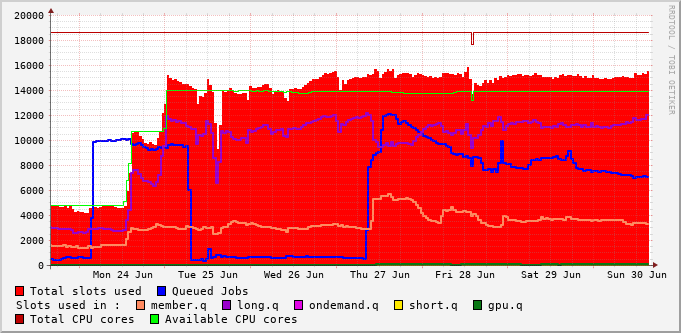 20000
18000
16000
14000
12000
10000
8000
6000
4000
2000
0
Mon 24 Jun Tue 25 Jun Wed 26 Jun Thu 27 Jun Fri 28 Jun Sat 29 Jun Sun 30 Jun
RRDTOOL / TOBI OETIKER
Total slots used Queued Jobs
Slots used in : member.q long.q ondemand.q short.q gpu.q
Total CPU cores Available CPU cores